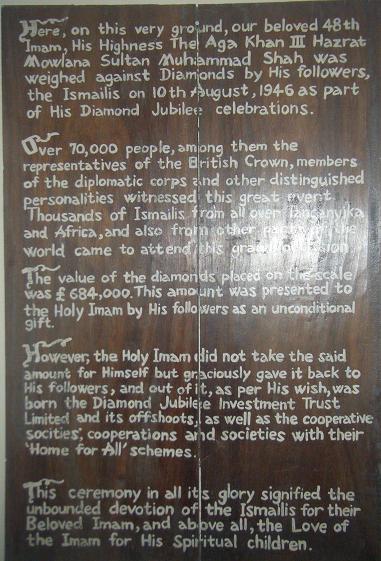 Here, on this very ground, our beloved 48th
Imam, His Highness The Aga Khan III Hazrat
Mowlana Sultan Muhammad Shah was
weighed against Diamonds by His followers,
the Ismailis on 10th August, 1946 as part
of His Diamond Jubilee celebrations.
Over 70,000 people, among them the
representatives of the British Crown, members
of the diplomatic corps and other distinguished
personalities witnessed this great event.
Thousands of Ismailis from all over Tanganyika
and Africa, and also from other parts of the
world came to attend this grand occasion.
The value of the diamonds placed on the scale
was £ 684,000. This amount was presented to
the Holy Imam by His followers as an unconditional
gift.
However, the Holy Imam did not take the said
amount for Himself but graciously gave it back to
His followers, and out of it, as per His wish, was
born the Diamond Jubilee Investment Trust
Limited and its offshoots, as well as the cooperative
socities', cooperations and societies with their
'Home for All' schemes.
This ceremony in all its glory signified the
unbounded devotion of the Ismailis for their
Beloved Imam, and above all, the Love of
the Imam for His Spiritual children.